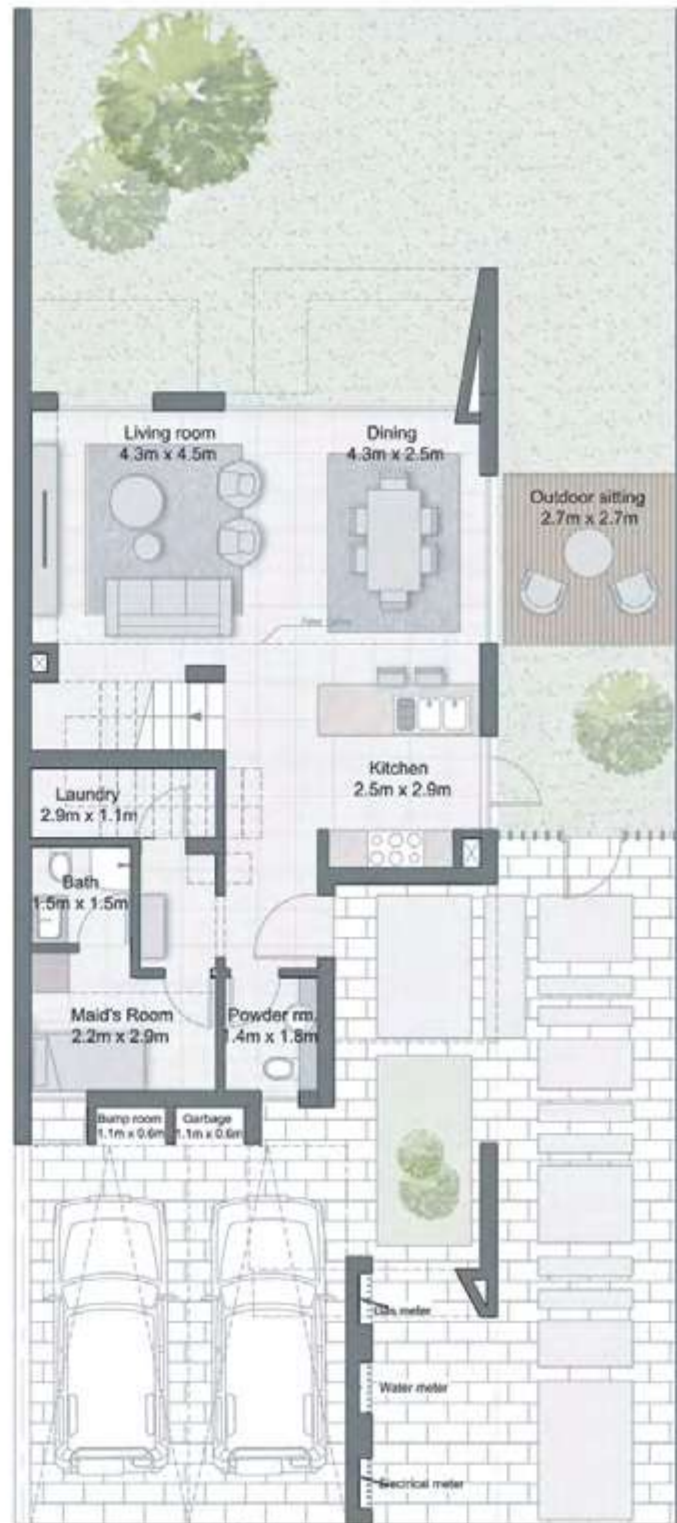 Living room
4.3m x 4.5m
Dining
4.3m x 2.5m
Outdoor sitting
2.7m x 2.7m
Kitchen
2.5m x 2.9m
Laundry
2.9m x 1.1m
Bath
1.5m x 1.5m
Maid's Room
2.2m x 2.9m
Powder rm.
1.4m x 1.8m
Bump room
1.1m x 0.6m
Garbage
1.1m x 0.6m
Gas meter
Water meter
Electrical meter